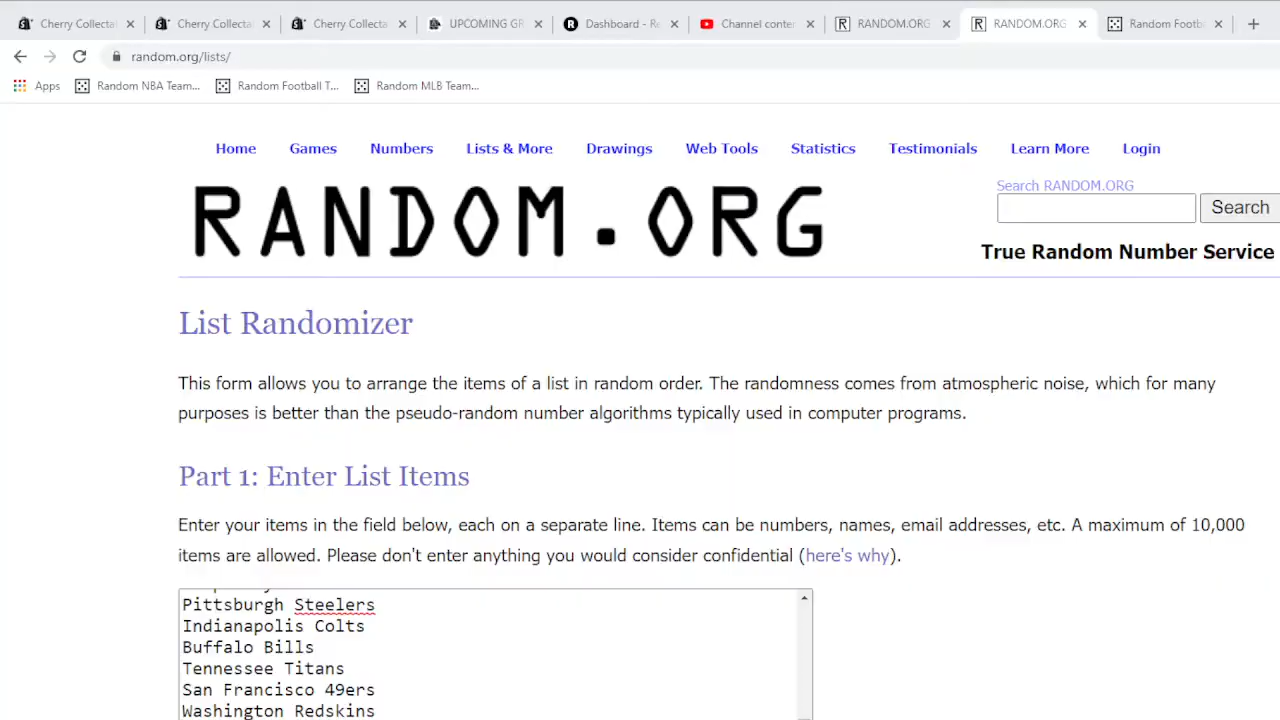 Cherry Collecta
Cherry Collecta
Cherry Collecta
UPCOMING GR
Dashboard - Re
Channel conten
RANDOM.ORG
RANDOM.ORG
Random Footb
random.org/lists/
Apps
Random NBA Team...
Random Football T...
Random MLB Team...
Home
Games
Numbers
Lists & More
Drawings
Web Tools
Statistics
Testimonials
Learn More
Login
RANDOM.ORG
Search RANDOM.ORG
Search
True Random Number Service
List Randomizer
This form allows you to arrange the items of a list in random order. The randomness comes from atmospheric noise, which for many
purposes is better than the pseudo-random number algorithms typically used in computer programs.
Part 1: Enter List Items
Enter your items in the field below, each on a separate line. Items can be numbers, names, email addresses, etc. A maximum of 10,000
items are allowed. Please don't enter anything you would consider confidential (here's why).
Pittsburgh Steelers
Indianapolis Colts
Buffalo Bills
Tennessee Titans
San Francisco 49ers
Washington Redskins